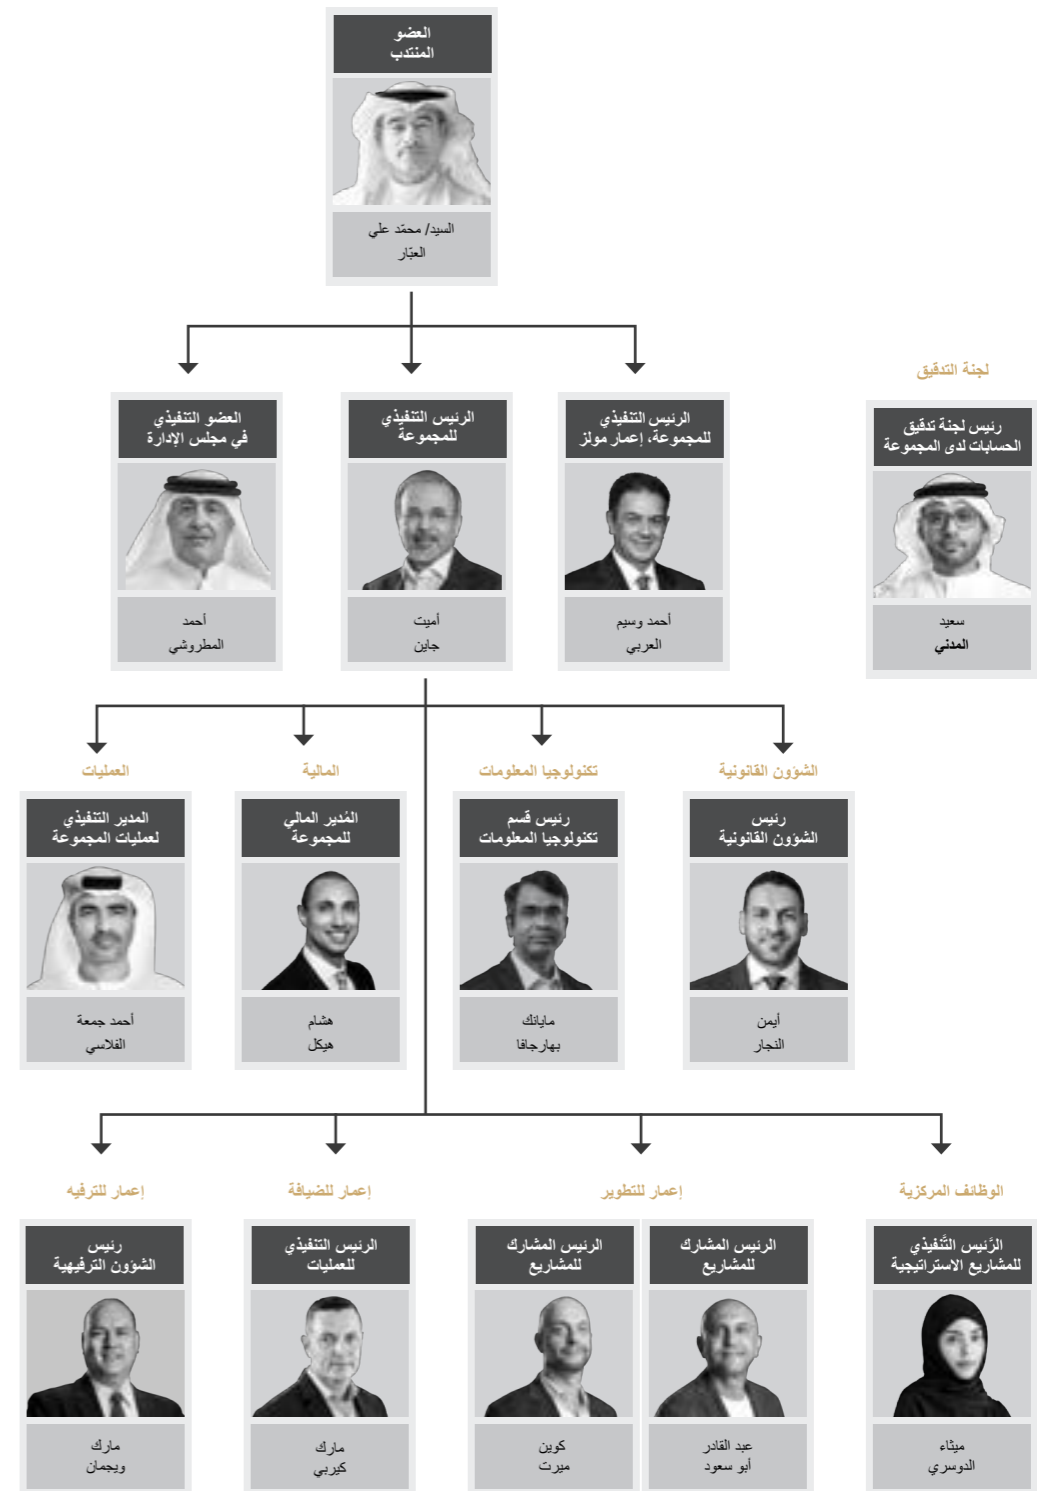 العضو
المنتدب
السيد/ محمّد علي
العبّار
لجنة التدقيق
رئيس لجنة تدقيق
الحسابات لدى المجموعة
سعيد
المدني
الرئيس التنفيذي
للمجموعة، إعمار مولز
أحمد وسيم
العربي
الرئيس التنفيذي
للمجموعة
أميت
جاين
العضو التنفيذي
في مجلس الإدارة
أحمد
المطروشي
الشؤون القانونية
رئيس
الشؤون القانونية
أيمن
النجار
تكنولوجيا المعلومات
رئيس قسم
تكنولوجيا المعلومات
مايانك
بهارجافا
المالية
المُدير المالي
للمجموعة
هشام
هيكل
العمليات
المدير التنفيذي
لعمليات المجموعة
أحمد جمعة
الفلاسي
الوظائف المركزية
الرَّئيس التَّنفيذي
للمشاريع الاستراتيجية
ميثاء
الدوسري
إعمار للتطوير
الرئيس المشارك
للمشاريع
عبد القادر
أبو سعود
الرئيس المشارك
للمشاريع
كوين
ميرت
إعمار للضيافة
الرئيس التنفيذي
للعمليات
مارك
كيربي
إعمار للترفيه
رئيس
الشؤون الترفيهية
مارك
ويجمان